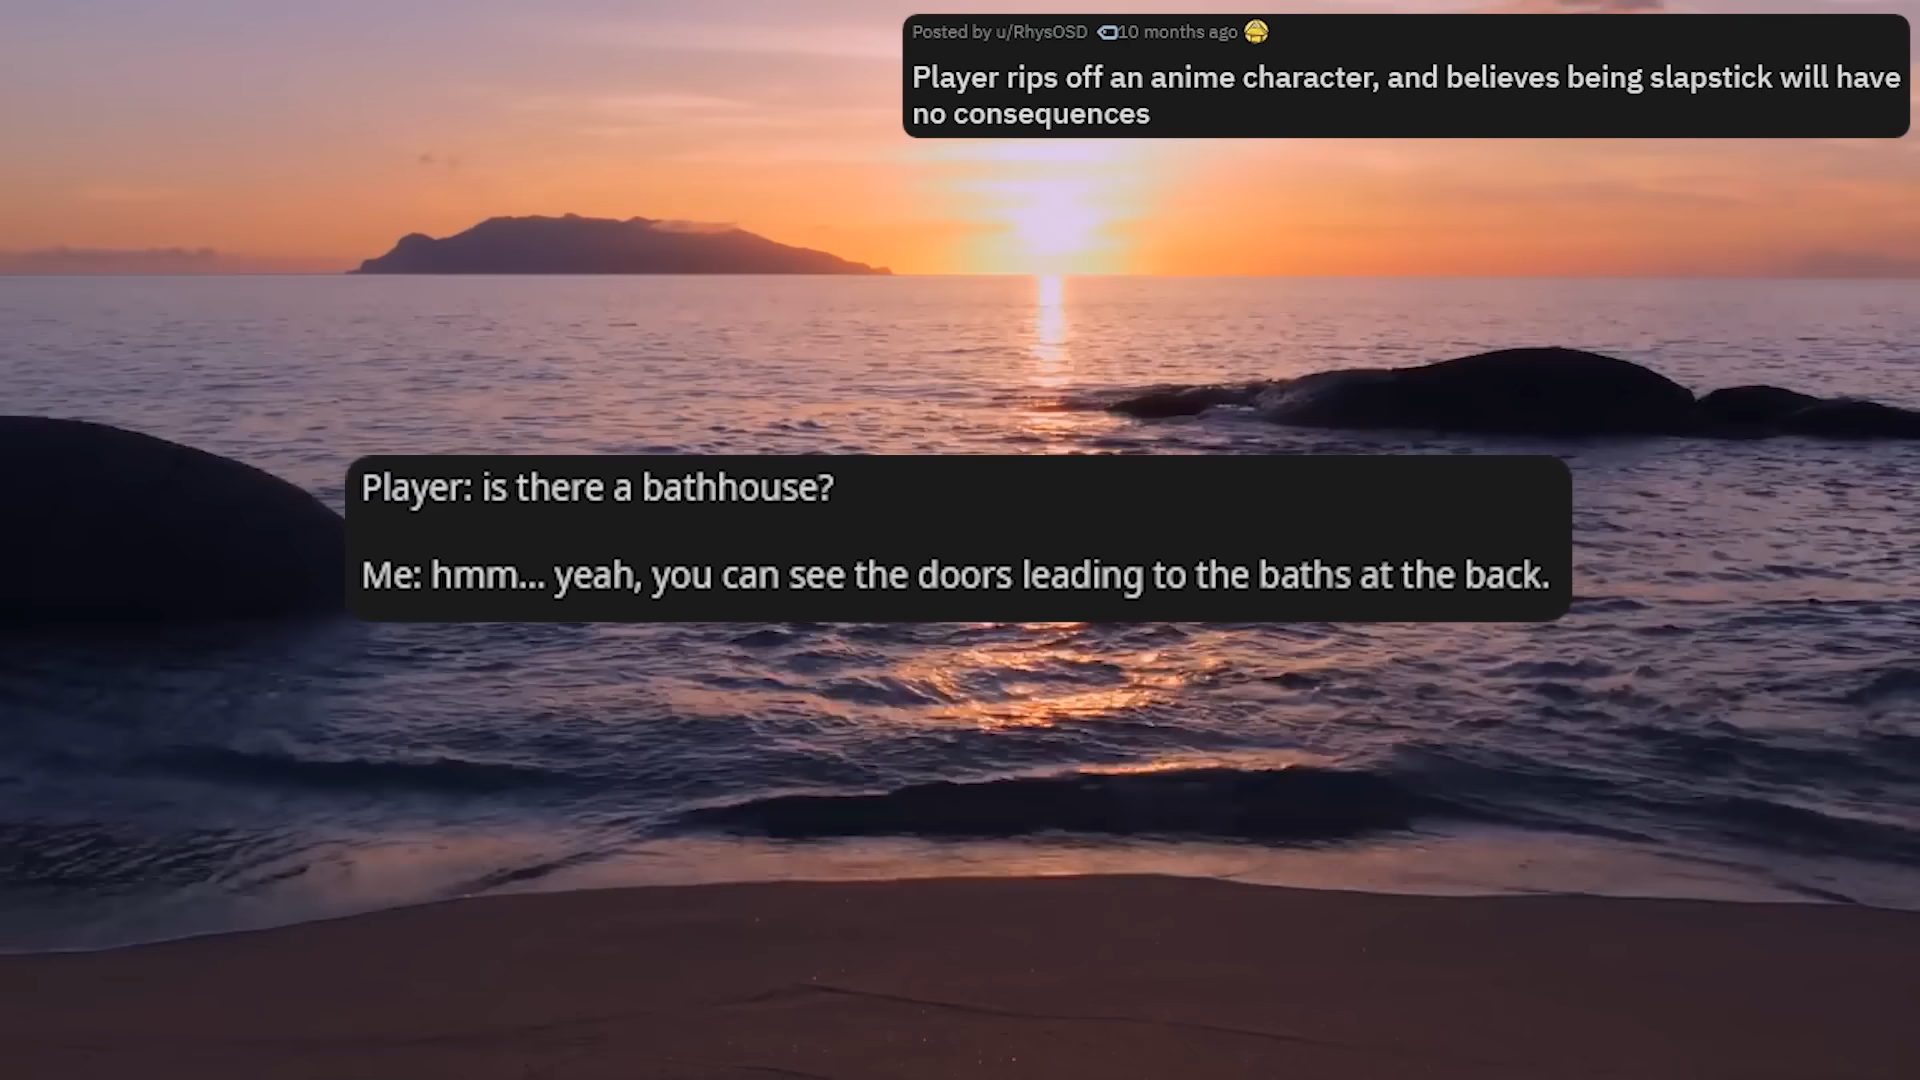 Posted by u/RhysOSD 10 months ago
Player rips off an anime character, and believes being slapstick will have
no consequences
Player: is there a bathhouse?
Me: hmm... yeah, you can see the doors leading to the baths at the back.